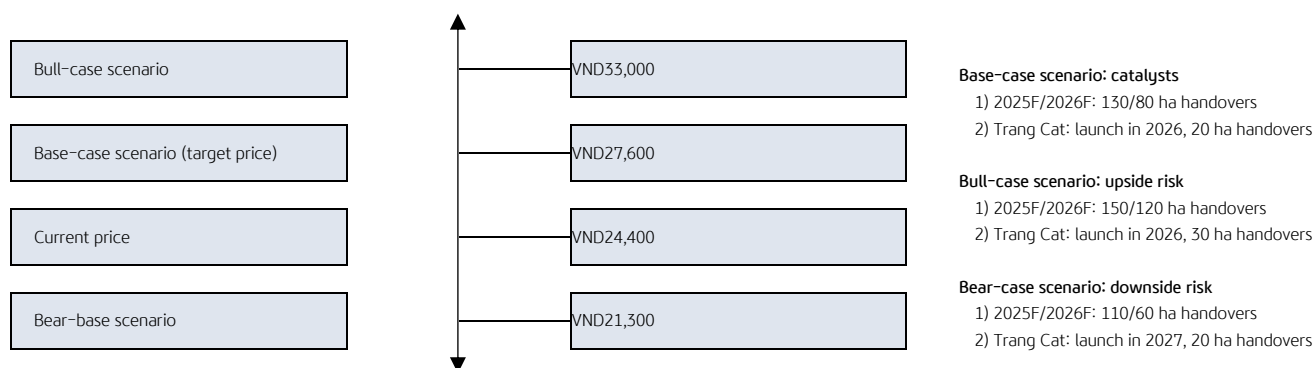 Bull-case scenario
VND33,000
Base-case scenario (target price)
VND27,600
Current price
VND24,400
Bear-base scenario
VND21,300
Base-case scenario: catalysts
1) 2025F/2026F: 130/80 ha handovers
2) Trang Cat: launch in 2026, 20 ha handovers
Bull-case scenario: upside risk
1) 2025F/2026F: 150/120 ha handovers
2) Trang Cat: launch in 2026, 30 ha handovers
Bear-case scenario: downside risk
1) 2025F/2026F: 110/60 ha handovers
2) Trang Cat: launch in 2027, 20 ha handovers